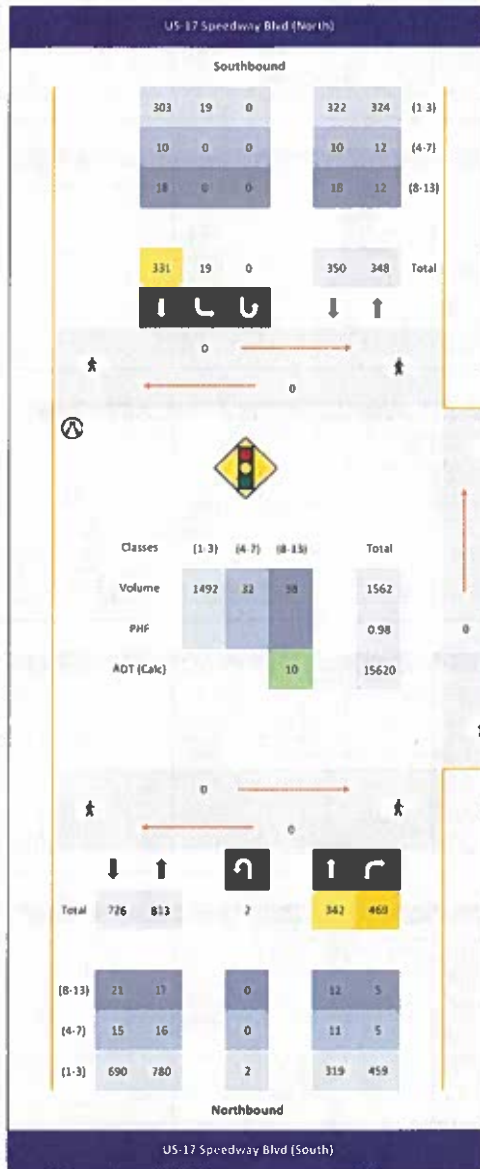 US-17 Speedway Blvd (North)
Southbound
303 19 0 322 324 (1-3)
10 0 0 10 12 (4-7)
18 0 0 18 12 (8-13)
331 19 0 350 348 Total
0
0
Classes (1-3) (4-7) (8-13) Total
Volume 1492 32 38 1562
PHF 0.98 0
ADT (Calc) 10 15620
0
0
Total 726 813 2 342 469
(8-13) 21 17 0 12 5
(4-7) 15 16 0 11 5
(1-3) 690 780 2 319 459
Northbound
US-17 Speedway Blvd (South)